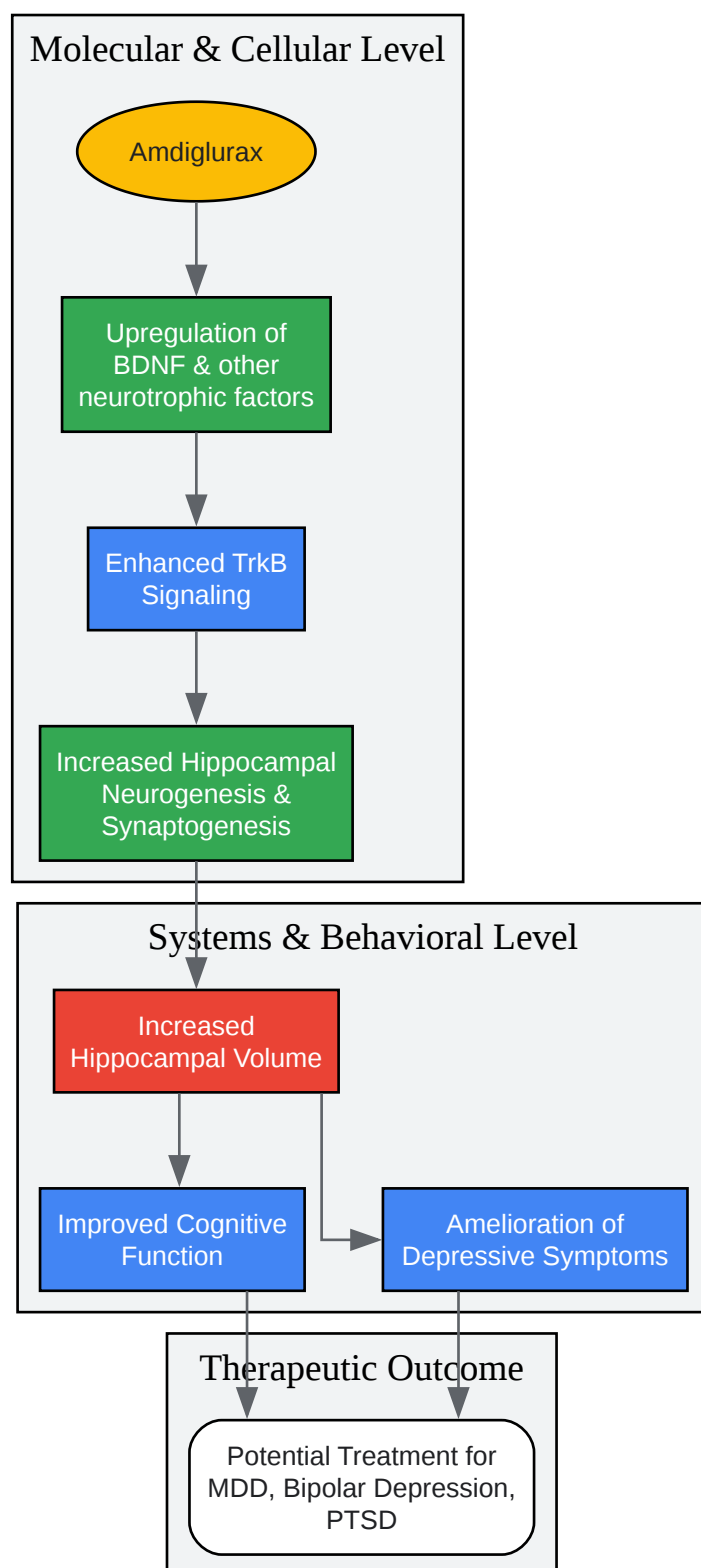 Molecular & Cellular Level
Amdiglurax
Upregulation of
BDNF & other
neurotrophic factors
Enhanced TrkB
Signaling
Increased Hippocampal
Neurogenesis &
Synaptogenesis
Systems & Behavioral Level
Increased
Hippocampal Volume
Improved Cognitive
Function
Amelioration of
Depressive Symptoms
Therapeutic Outcome
Potential Treatment for
MDD, Bipolar Depression,
PTSD